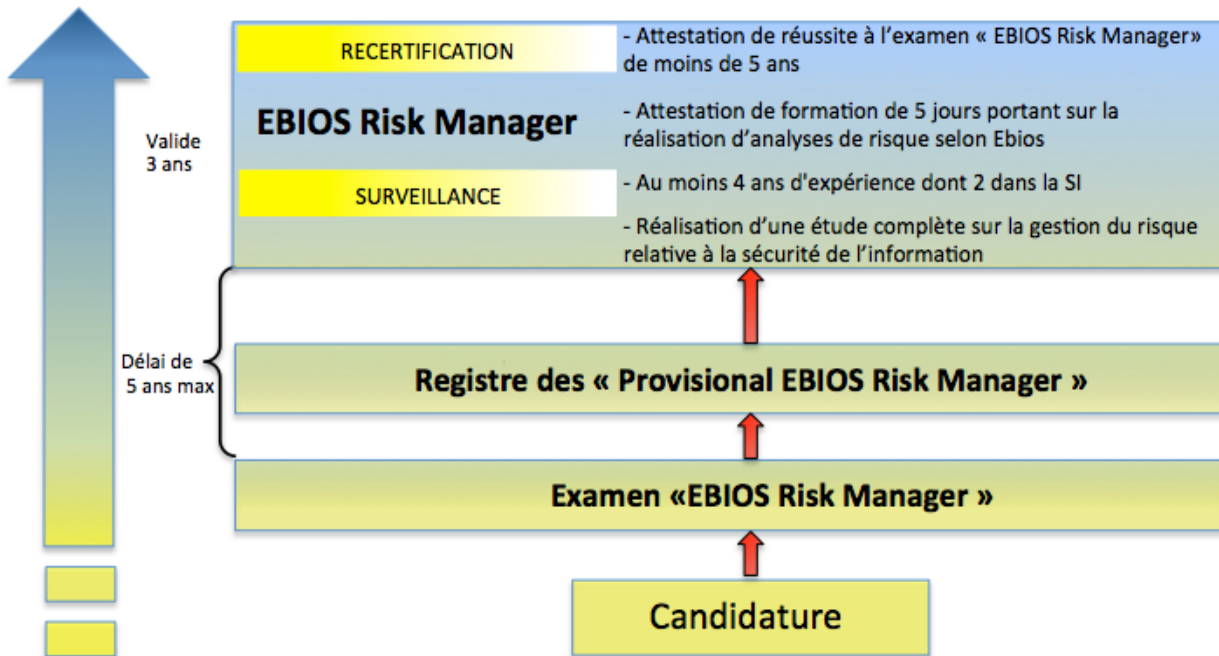 RECERTIFICATION
- Attestation de réussite à l'examen « EBIOS Risk Manager»
de moins de 5 ans
EBIOS Risk Manager
- Attestation de formation de 5 jours portant sur la
réalisation d'analyses de risque selon Ebios
Valide
3 ans
SURVEILLANCE
- Au moins 4 ans d'expérience dont 2 dans la SI
- Réalisation d'une étude complète sur la gestion du risque
relative à la sécurité de l'information
Délai de
5 ans max
Registre des « Provisional EBIOS Risk Manager »
Examen «EBIOS Risk Manager »
Candidature